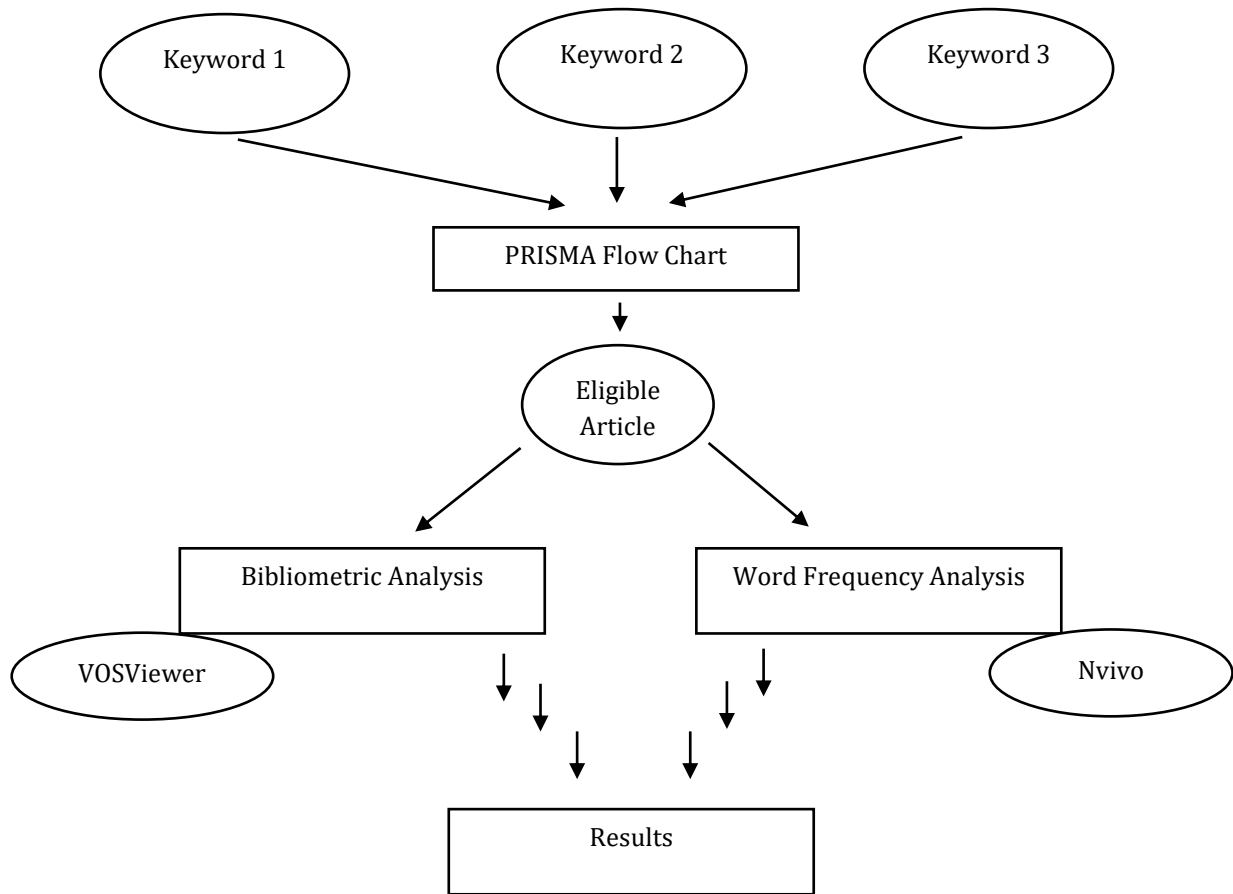 Keyword 1
Keyword 2
Keyword 3
PRISMA Flow Chart
Eligible
Article
Bibliometric Analysis
Word Frequency Analysis
VOSViewer
Nvivo
Results